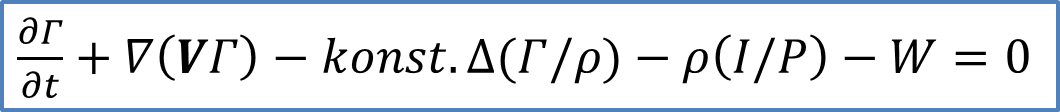 ∂Γ/∂t + ∇(VΓ) − konst. Δ(Γ/ρ) − ρ(I/P) − W = 0